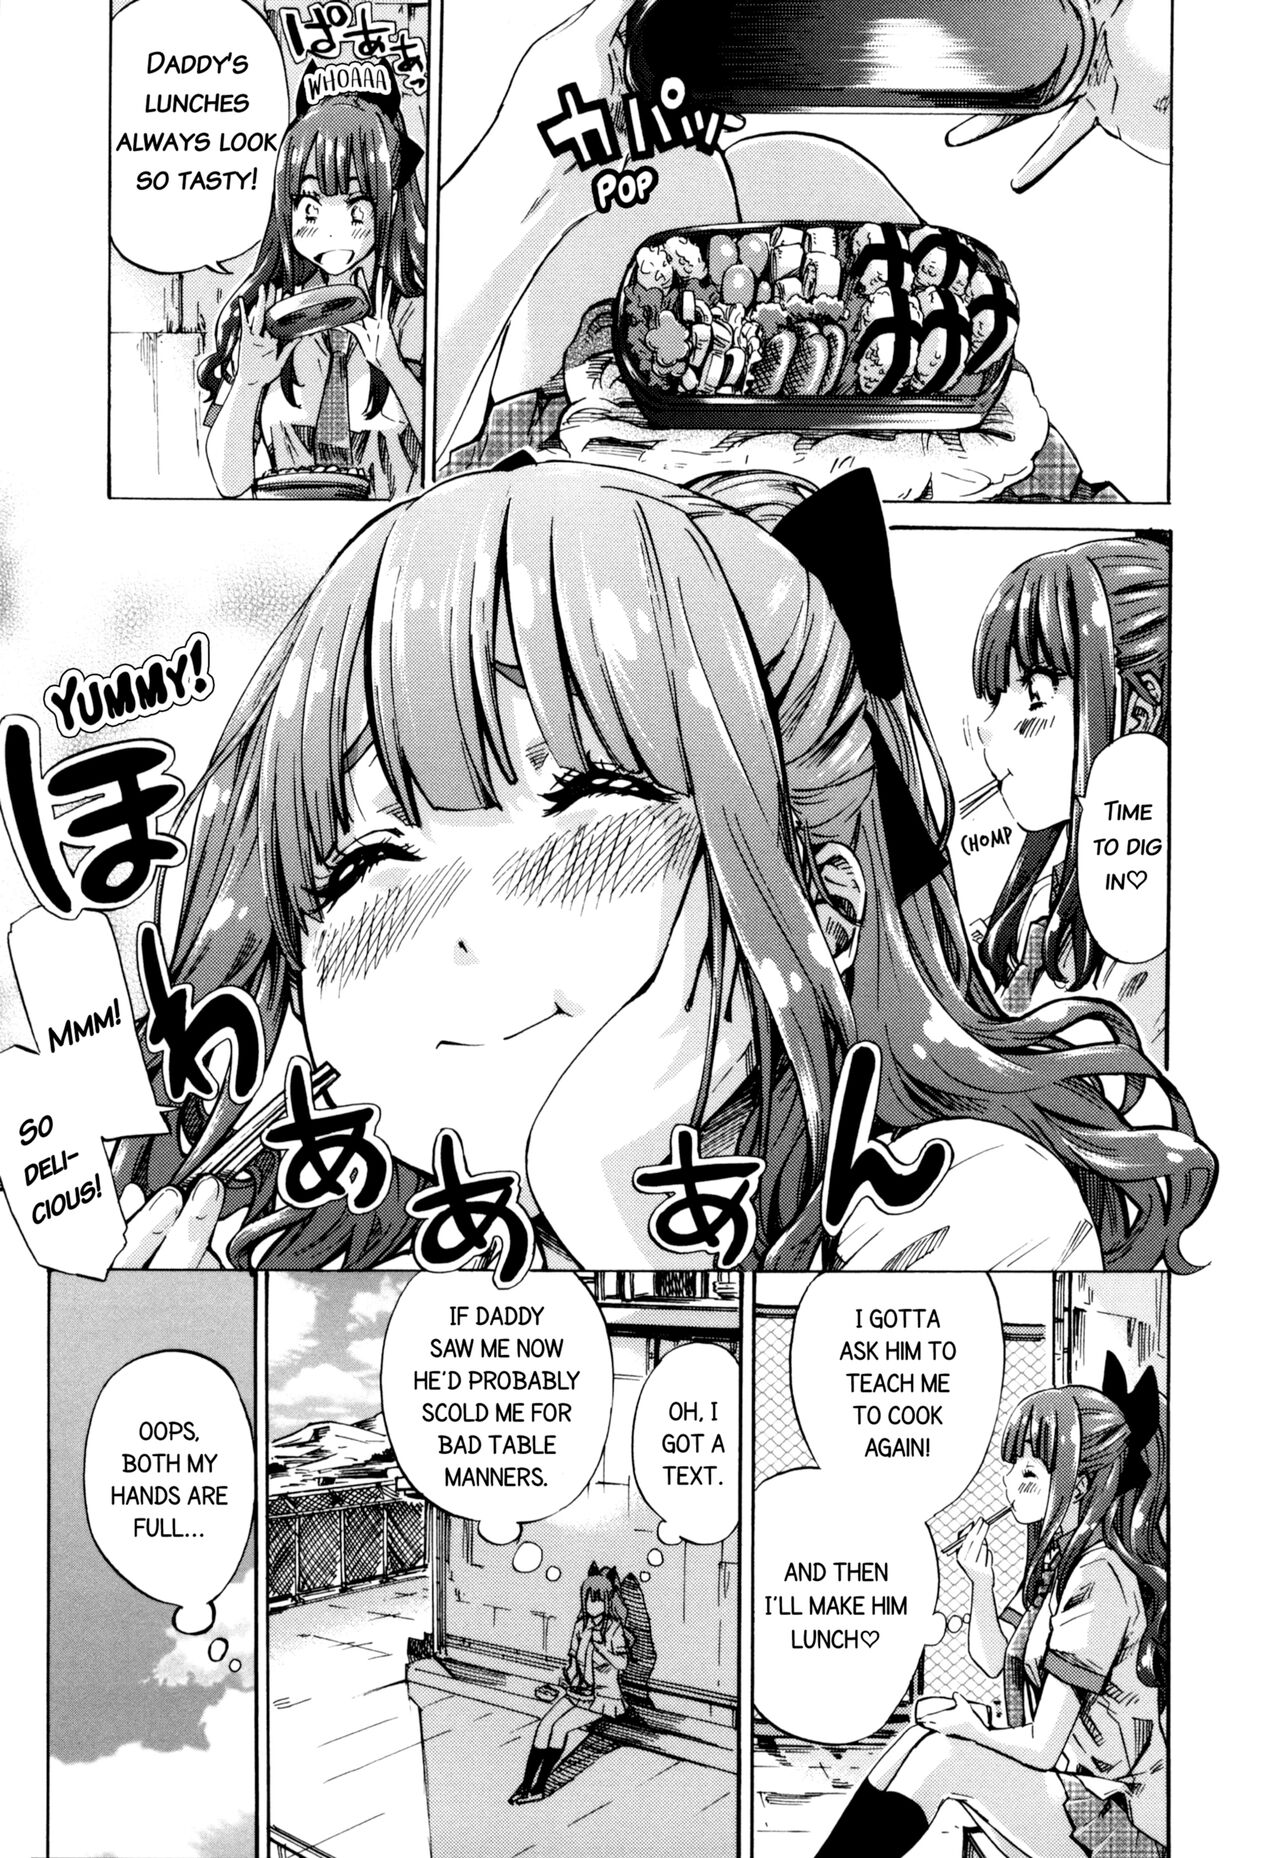 カパッ
POP
ぱああぁっ
WHOAAA
DADDY'S
LUNCHES
ALWAYS LOOK
SO TASTY!
TIME
TO DIG
IN♡
CHOMP
YUMMY!
ほわぁあああん
MMM!
SO
DELI-
CIOUS!
I GOTTA
ASK HIM TO
TEACH ME
TO COOK
AGAIN!
AND THEN
I'LL MAKE HIM
LUNCH♡
OH, I
GOT A
TEXT.
IF DADDY
SAW ME NOW
HE'D PROBABLY
SCOLD ME FOR
BAD TABLE
MANNERS.
OOPS,
BOTH MY
HANDS ARE
FULL...